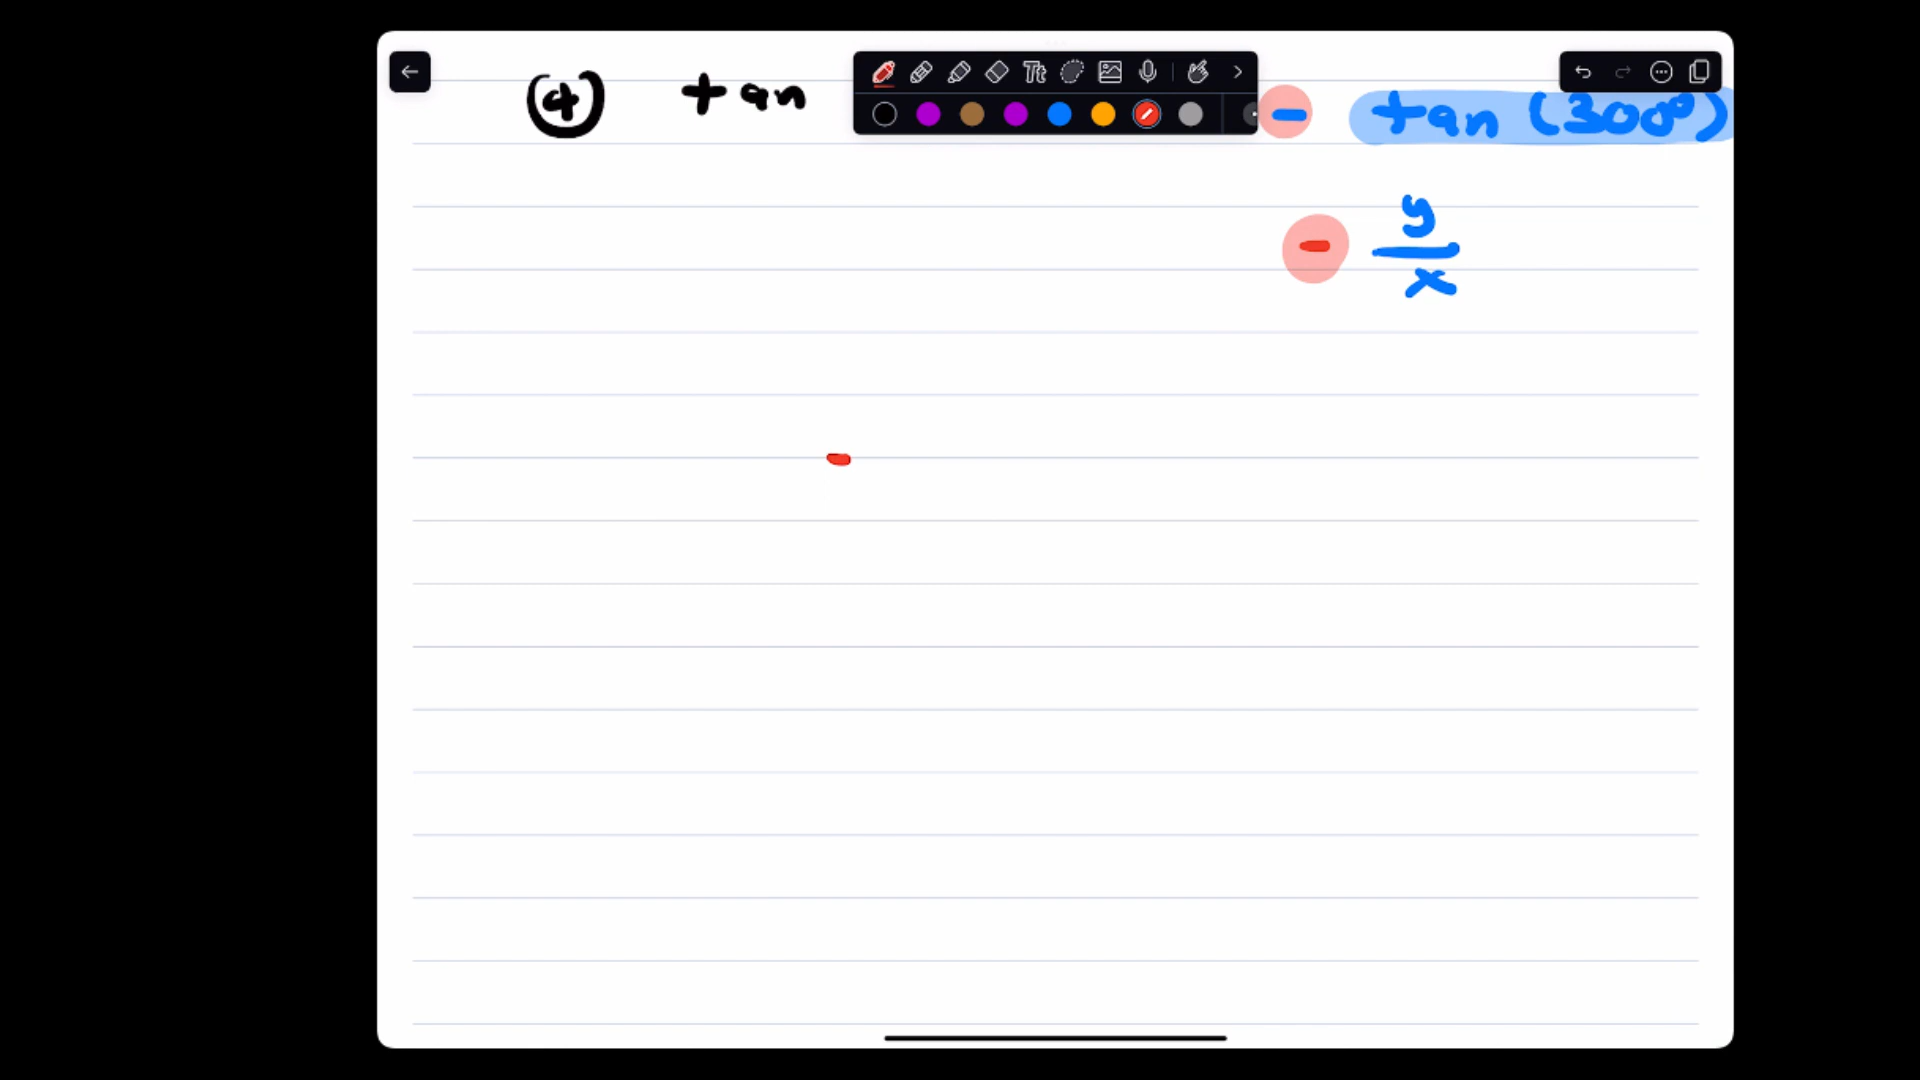 (4) tan - tan (300°)
- y
x